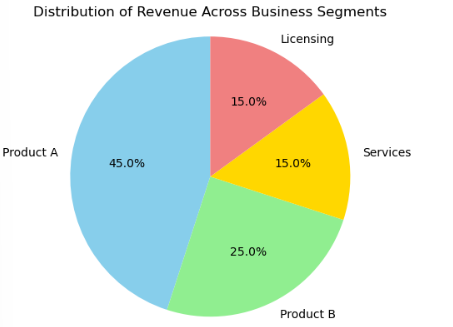 Distribution of Revenue Across Business Segments
Licensing
15.0%
Product A
45.0%
15.0%
Services
25.0%
Product B